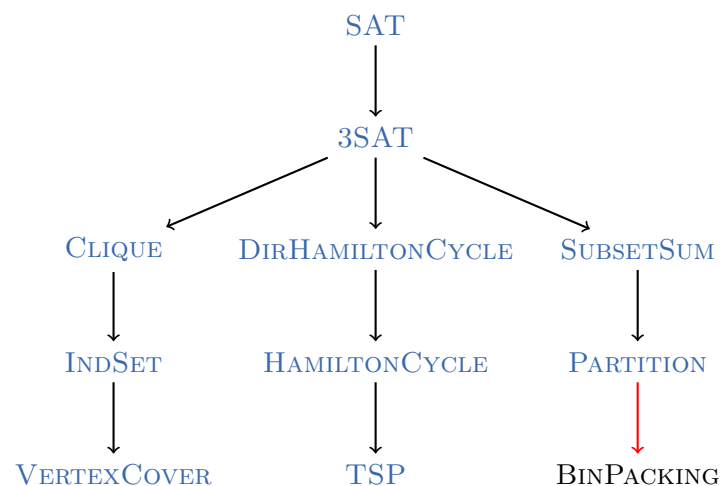 SAT
3SAT
CLIQUE DIRHAMILTONCYCLE SUBSETSUM
INDSET HAMILTONCYCLE PARTITION
VERTEXCOVER TSP BINPACKING